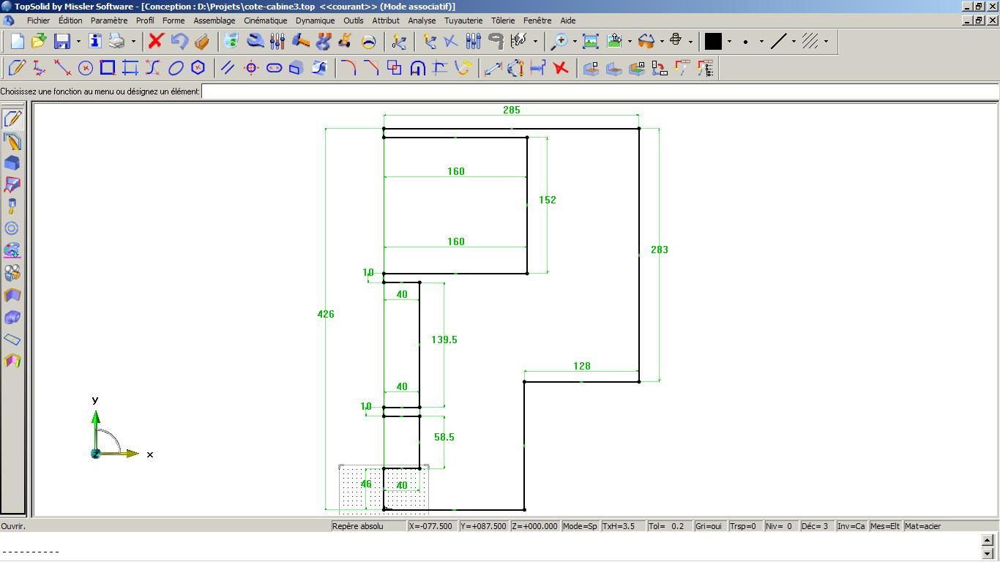 TopSolid by Missler Software - [Conception : D:\Projets\cote-cabine3.top <<courant>> (Mode associatif)]
Fichier Édition Paramètre Profil Forme Assemblage Cinématique Dynamique Outils Attribut Analyse Tuyauterie Tôlerie Fenêtre Aide
Choisissez une fonction au menu ou désignez un élément:
285
160
152
160
283
10
40
426
139.5
128
40
10
y
58.5
x
z
46
40
Ouvrir. Repère absolu X=-077.500 Y=+087.500 Z=+000.000 Mode=Sp TxH=3.5 Tol= 0.2 Gri=oui Trsp=0 Niv= 0 Déc= 3 Inv=Ca Mes=Elt Mat=acier
----------